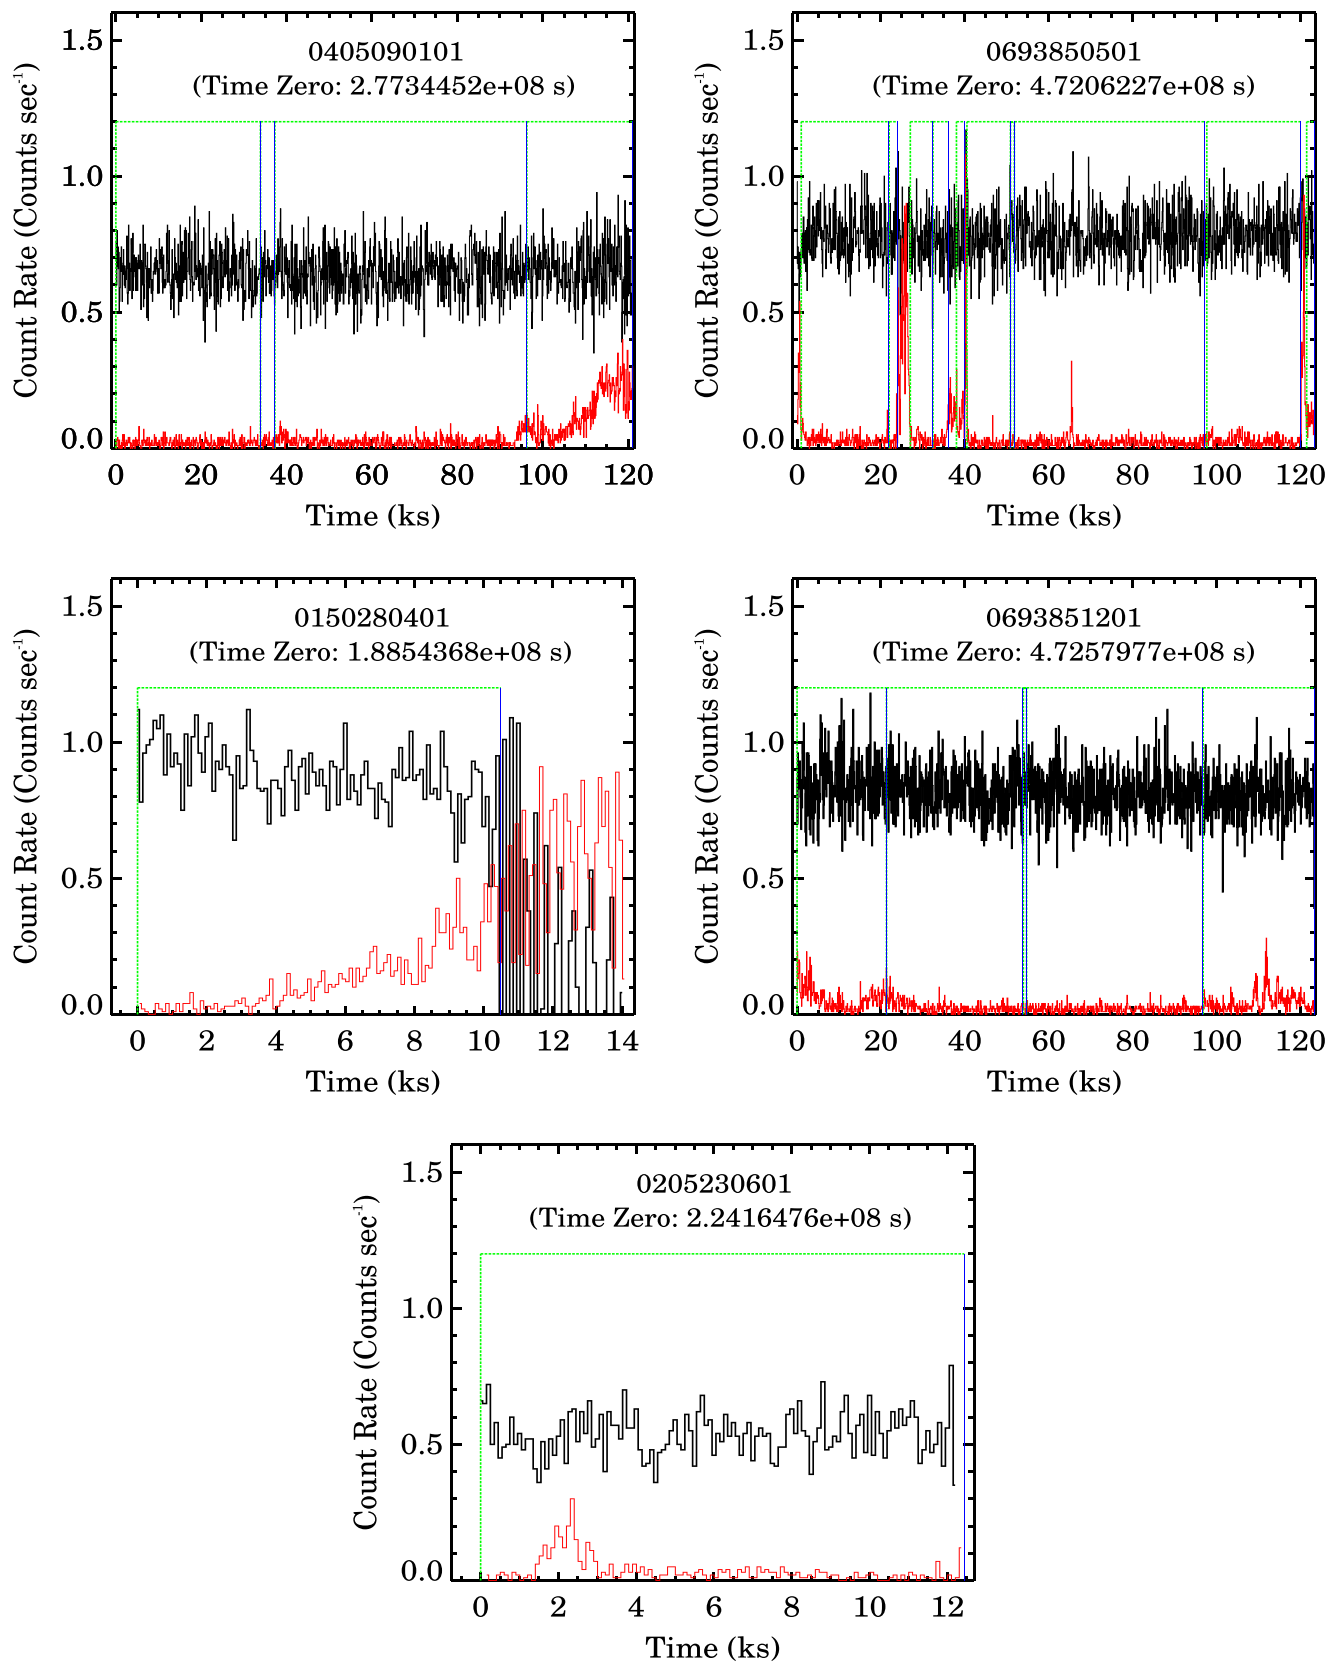 0405090101
(Time Zero: 2.7734452e+08 s)
Count Rate (Counts sec⁻¹)
1.5
1.0
0.5
0.0
0 20 40 60 80 100 120
Time (ks)
0693850501
(Time Zero: 4.7206227e+08 s)
Count Rate (Counts sec⁻¹)
1.5
1.0
0.5
0.0
0 20 40 60 80 100 120
Time (ks)
0150280401
(Time Zero: 1.8854368e+08 s)
Count Rate (Counts sec⁻¹)
1.5
1.0
0.5
0.0
0 2 4 6 8 10 12 14
Time (ks)
0693851201
(Time Zero: 4.7257977e+08 s)
Count Rate (Counts sec⁻¹)
1.5
1.0
0.5
0.0
0 20 40 60 80 100 120
Time (ks)
0205230601
(Time Zero: 2.2416476e+08 s)
Count Rate (Counts sec⁻¹)
1.5
1.0
0.5
0.0
0 2 4 6 8 10 12
Time (ks)